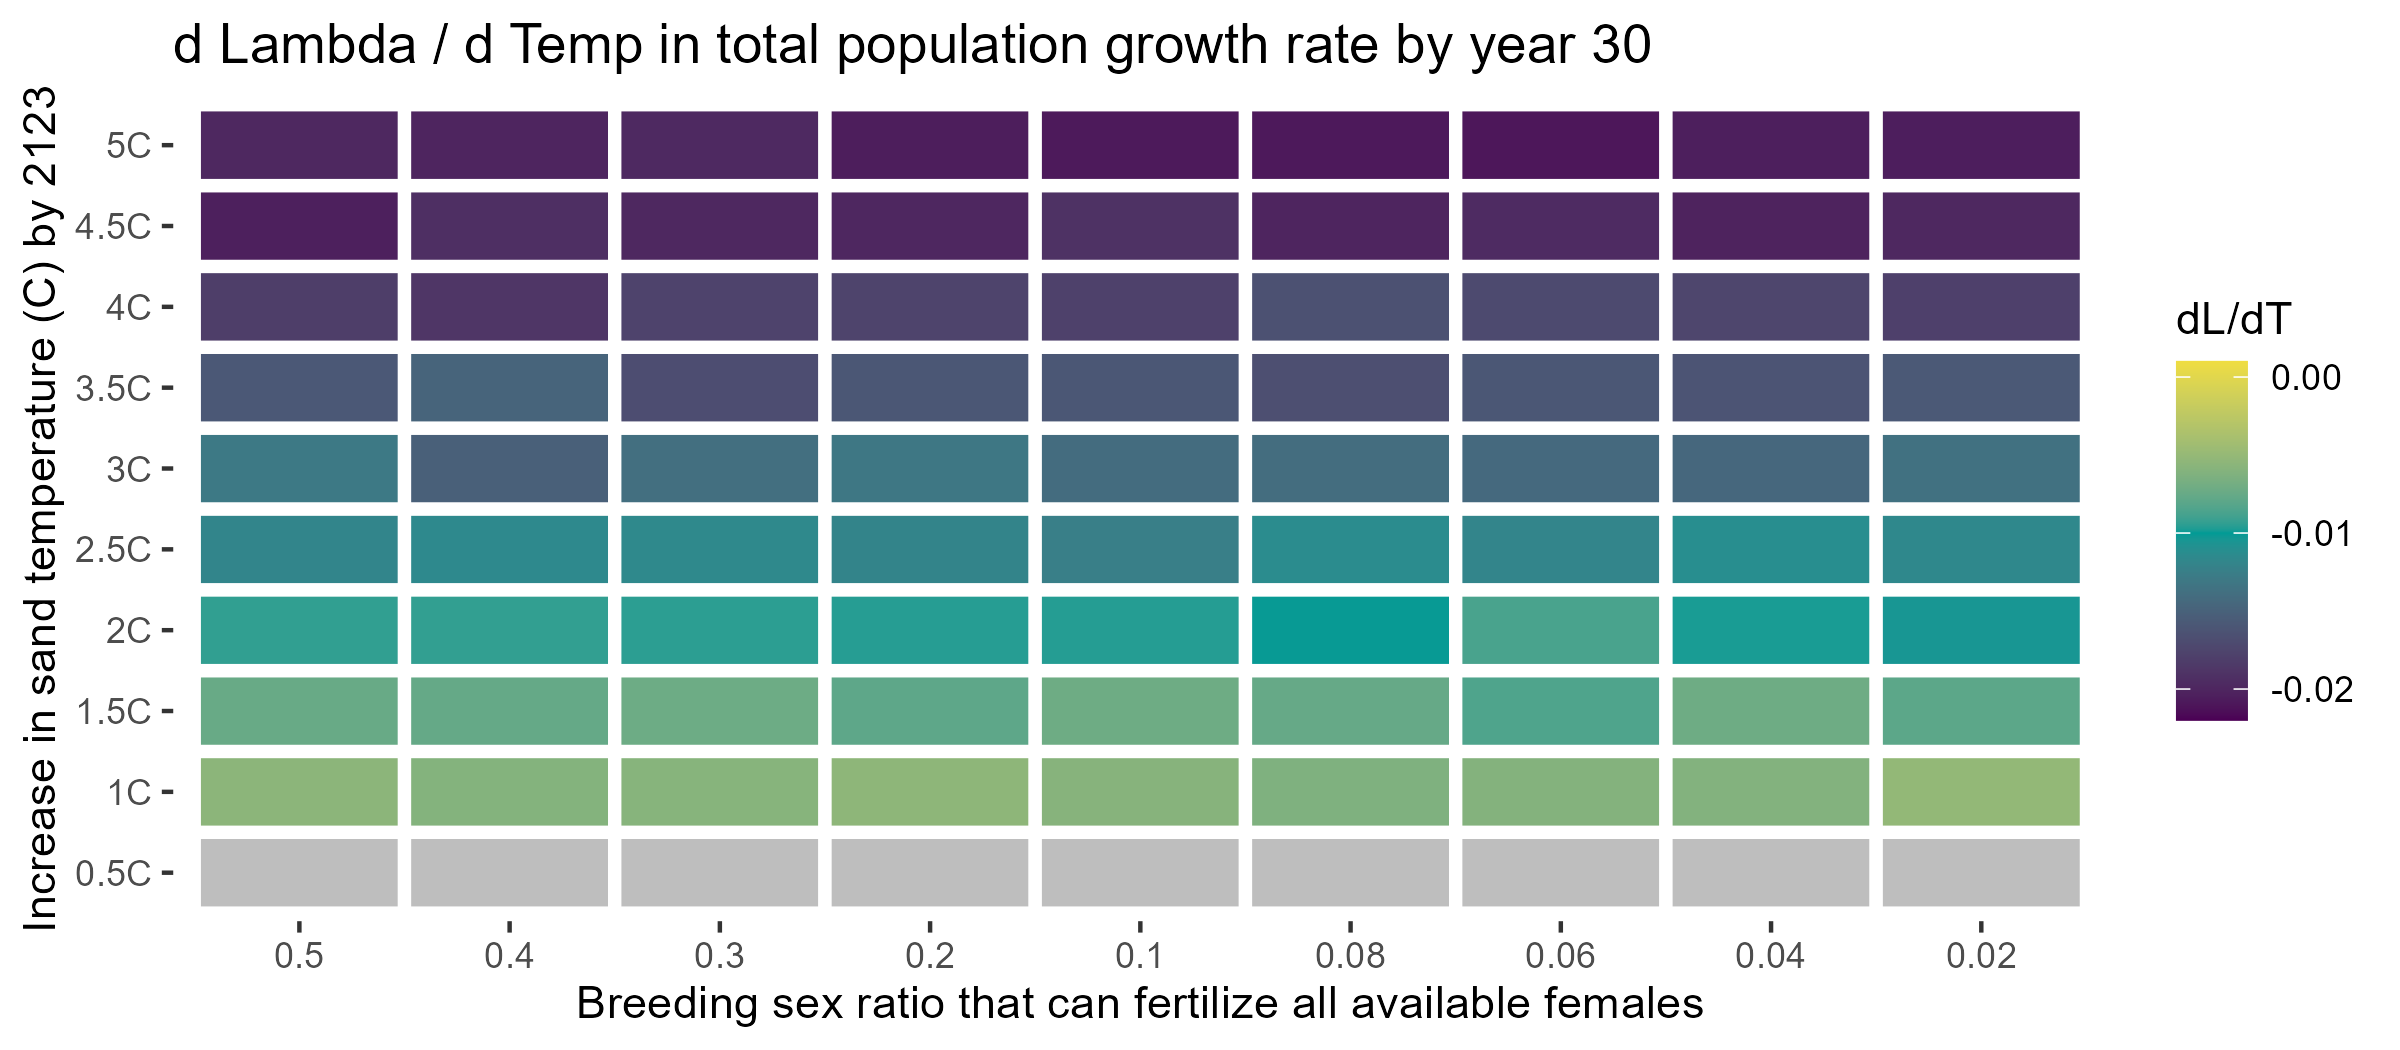 d Lambda / d Temp in total population growth rate by year 30
Increase in sand temperature (C) by 2123
5C
4.5C
4C
3.5C
3C
2.5C
2C
1.5C
1C
0.5C
0.5 0.4 0.3 0.2 0.1 0.08 0.06 0.04 0.02
Breeding sex ratio that can fertilize all available females
dL/dT
0.00
-0.01
-0.02